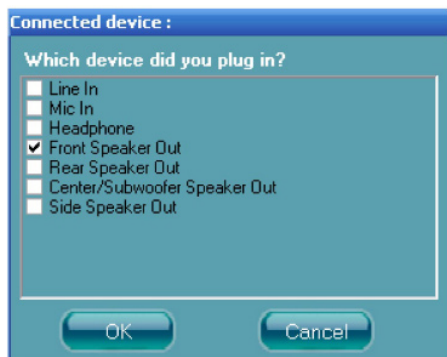 Connected device :
Which device did you plug in?
Line In
Mic In
Headphone
Front Speaker Out
Rear Speaker Out
Center/Subwoofer Speaker Out
Side Speaker Out
OK
Cancel